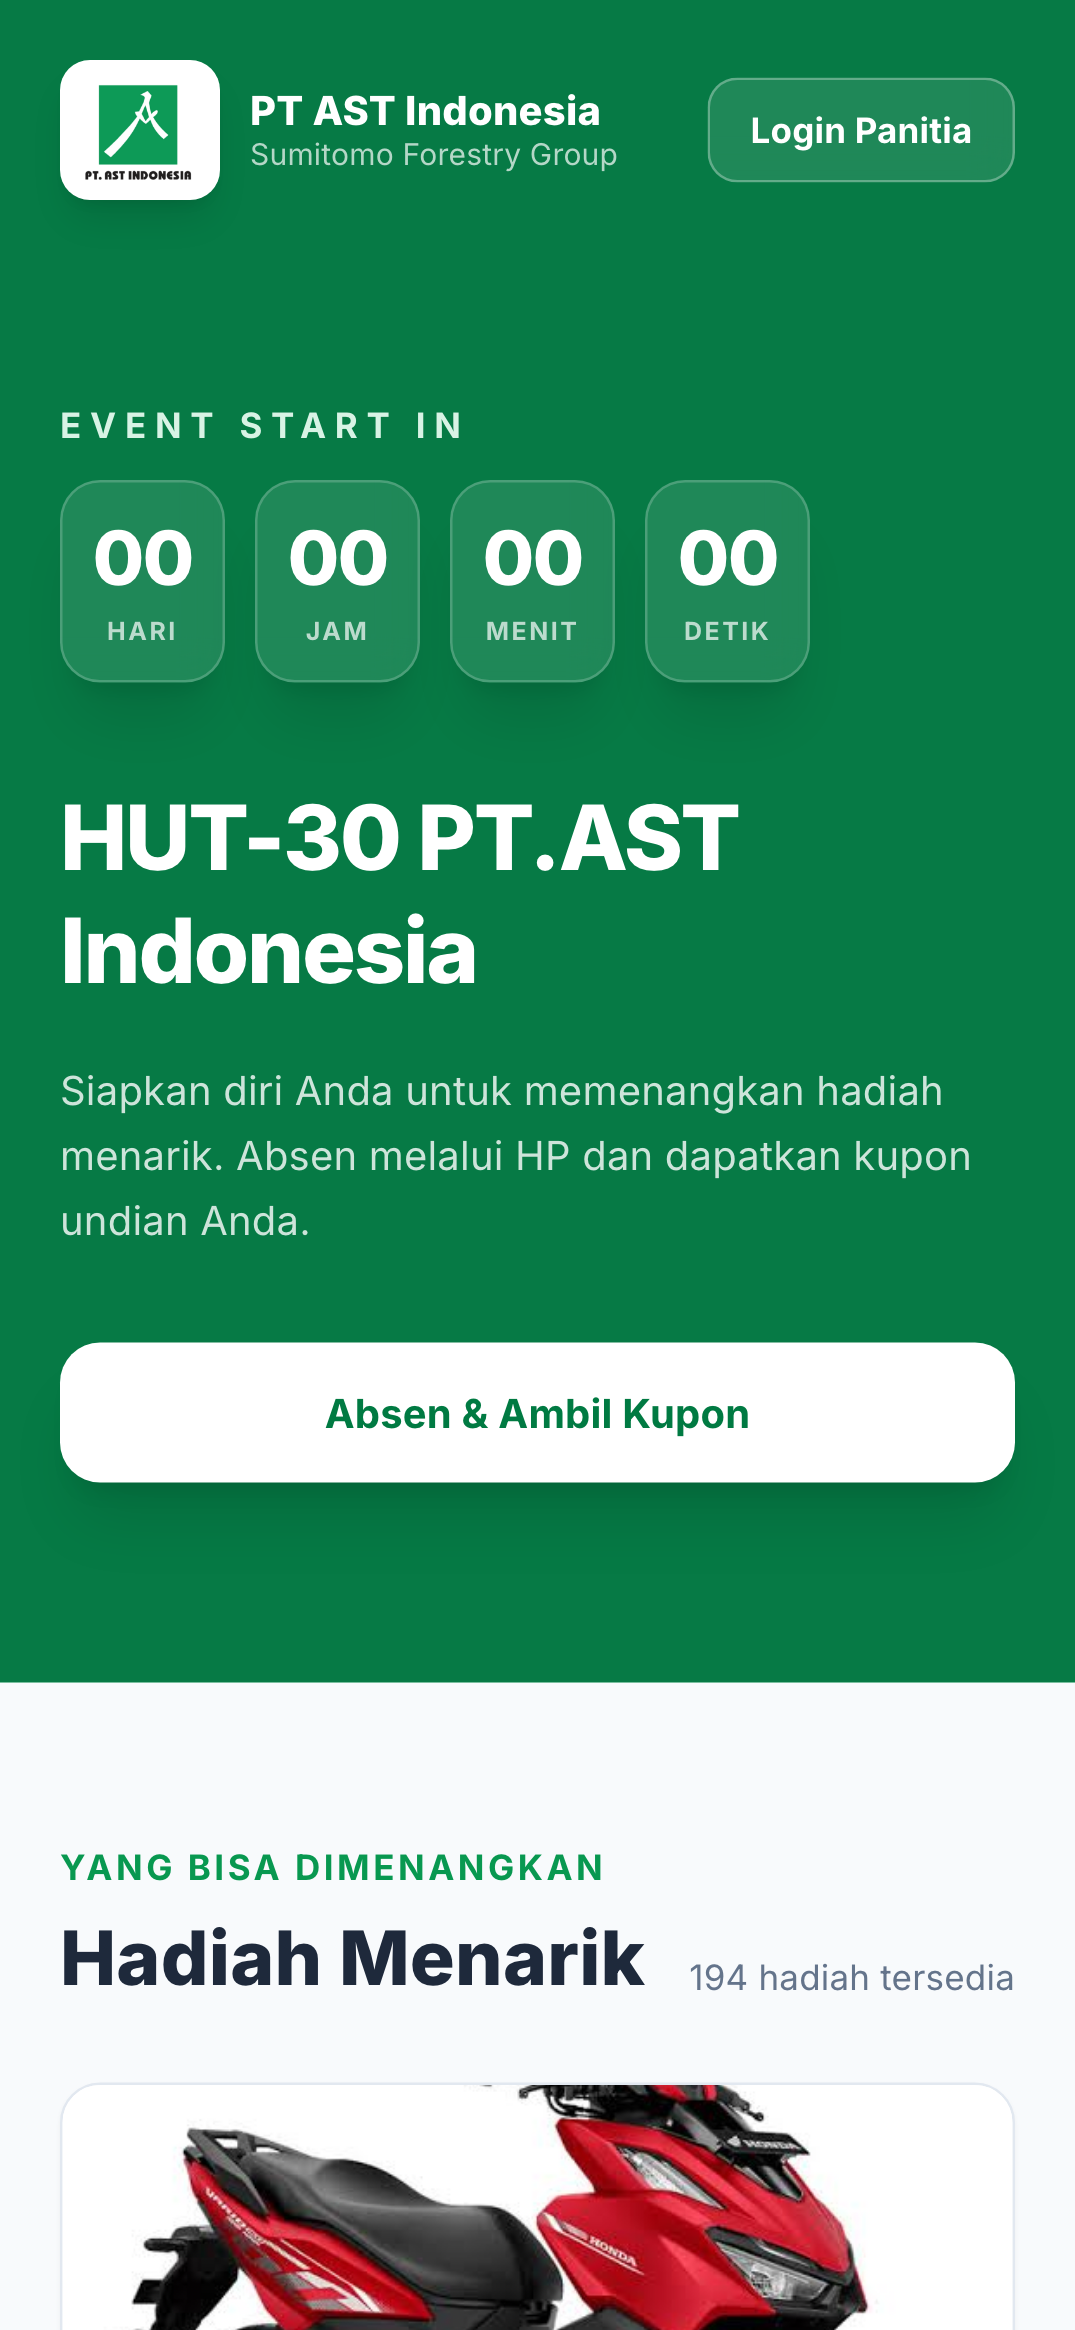 PT. AST INDONESIA
PT AST Indonesia
Sumitomo Forestry Group
Login Panitia
EVENT START IN
00 00 00 00
HARI JAM MENIT DETIK
HUT-30 PT.AST
Indonesia
Siapkan diri Anda untuk memenangkan hadiah
menarik. Absen melalui HP dan dapatkan kupon
undian Anda.
Absen & Ambil Kupon
YANG BISA DIMENANGKAN
Hadiah Menarik
194 hadiah tersedia
HONDA
HONDA